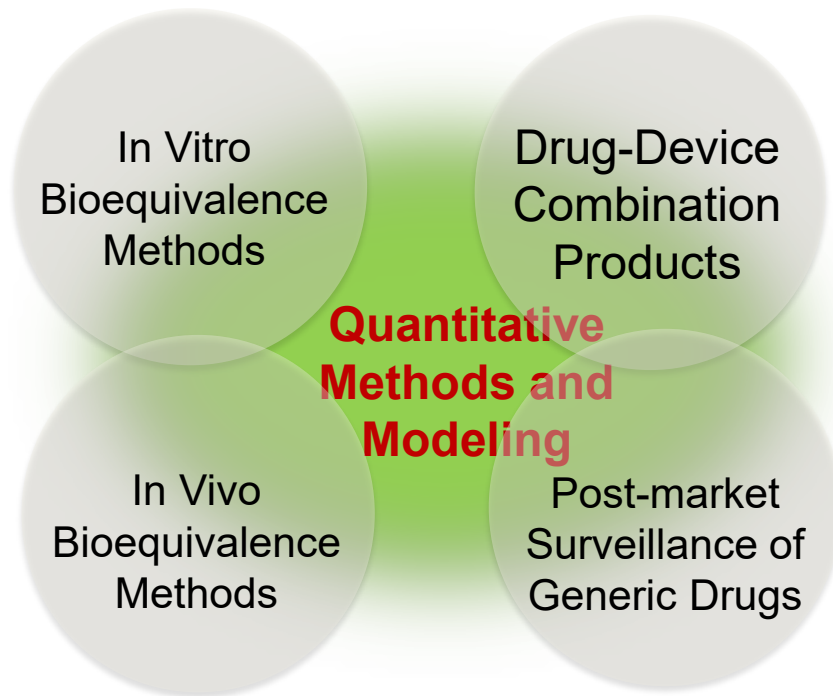 In Vitro
Bioequivalence
Methods
Drug-Device
Combination
Products
Quantitative
Methods and
Modeling
In Vivo
Bioequivalence
Methods
Post-market
Surveillance of
Generic Drugs